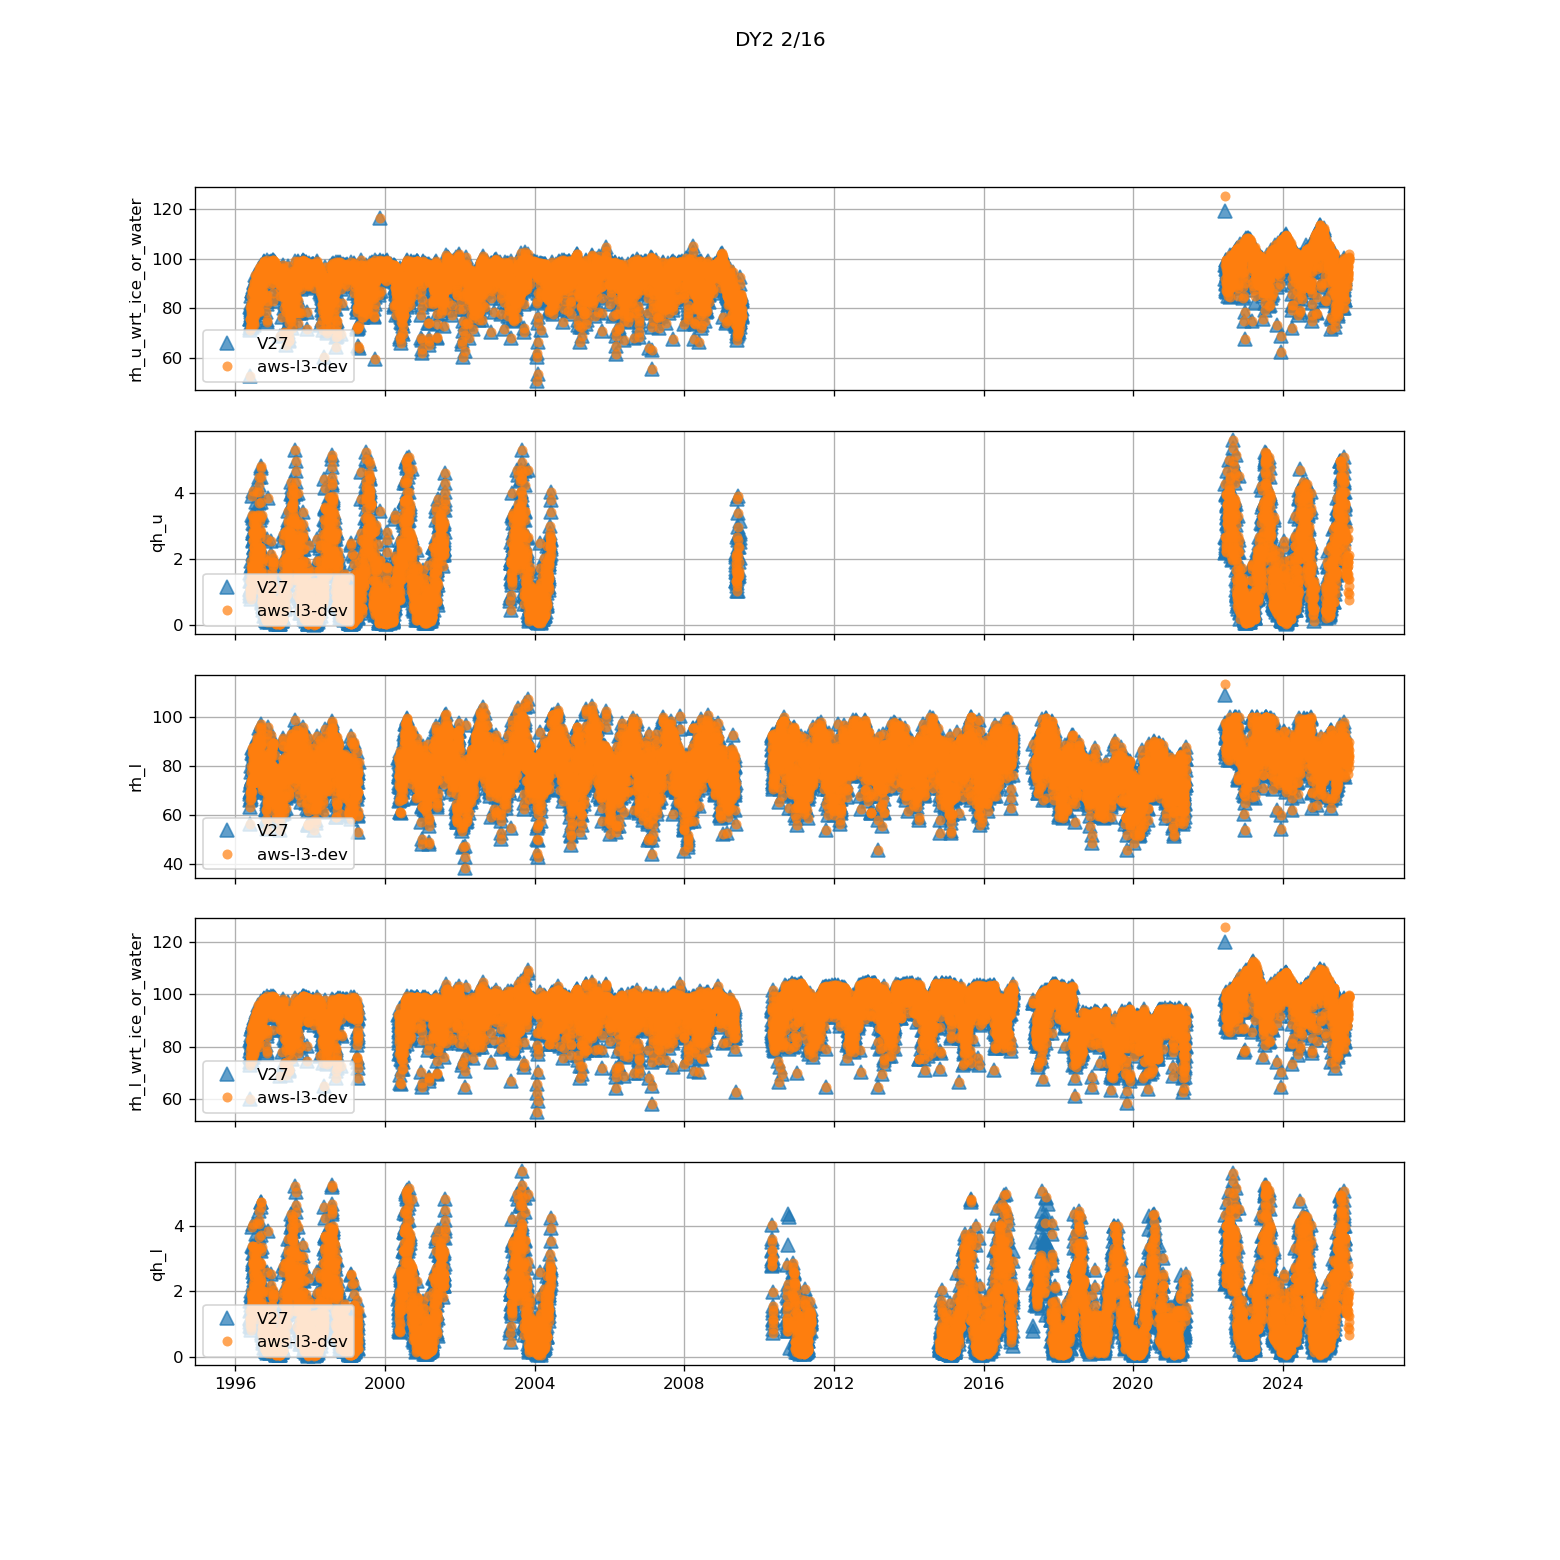 DY2 2/16
rh_u_wrt_ice_or_water
120
100
80
60
V27
aws-l3-dev
qh_u
4
2
0
V27
aws-l3-dev
rh_l
100
80
60
40
V27
aws-l3-dev
rh_l_wrt_ice_or_water
120
100
80
60
V27
aws-l3-dev
qh_l
4
2
0
V27
aws-l3-dev
1996 2000 2004 2008 2012 2016 2020 2024